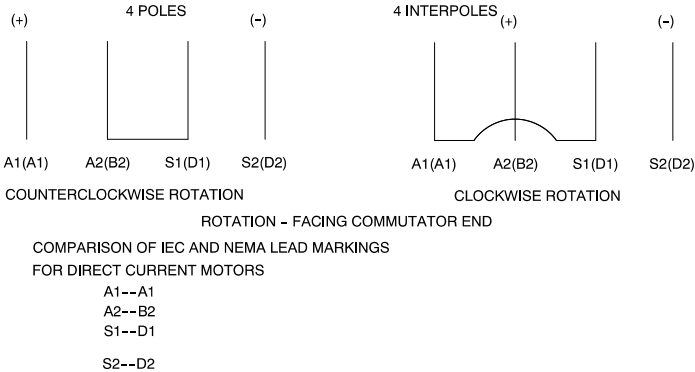 4 POLES 4 INTERPOLES
(+) (-) (+) (-)
A1(A1) A2(B2) S1(D1) S2(D2) A1(A1) A2(B2) S1(D1) S2(D2)
COUNTERCLOCKWISE ROTATION CLOCKWISE ROTATION
ROTATION - FACING COMMUTATOR END
COMPARISON OF IEC AND NEMA LEAD MARKINGS
FOR DIRECT CURRENT MOTORS
A1--A1
A2--B2
S1--D1
S2--D2